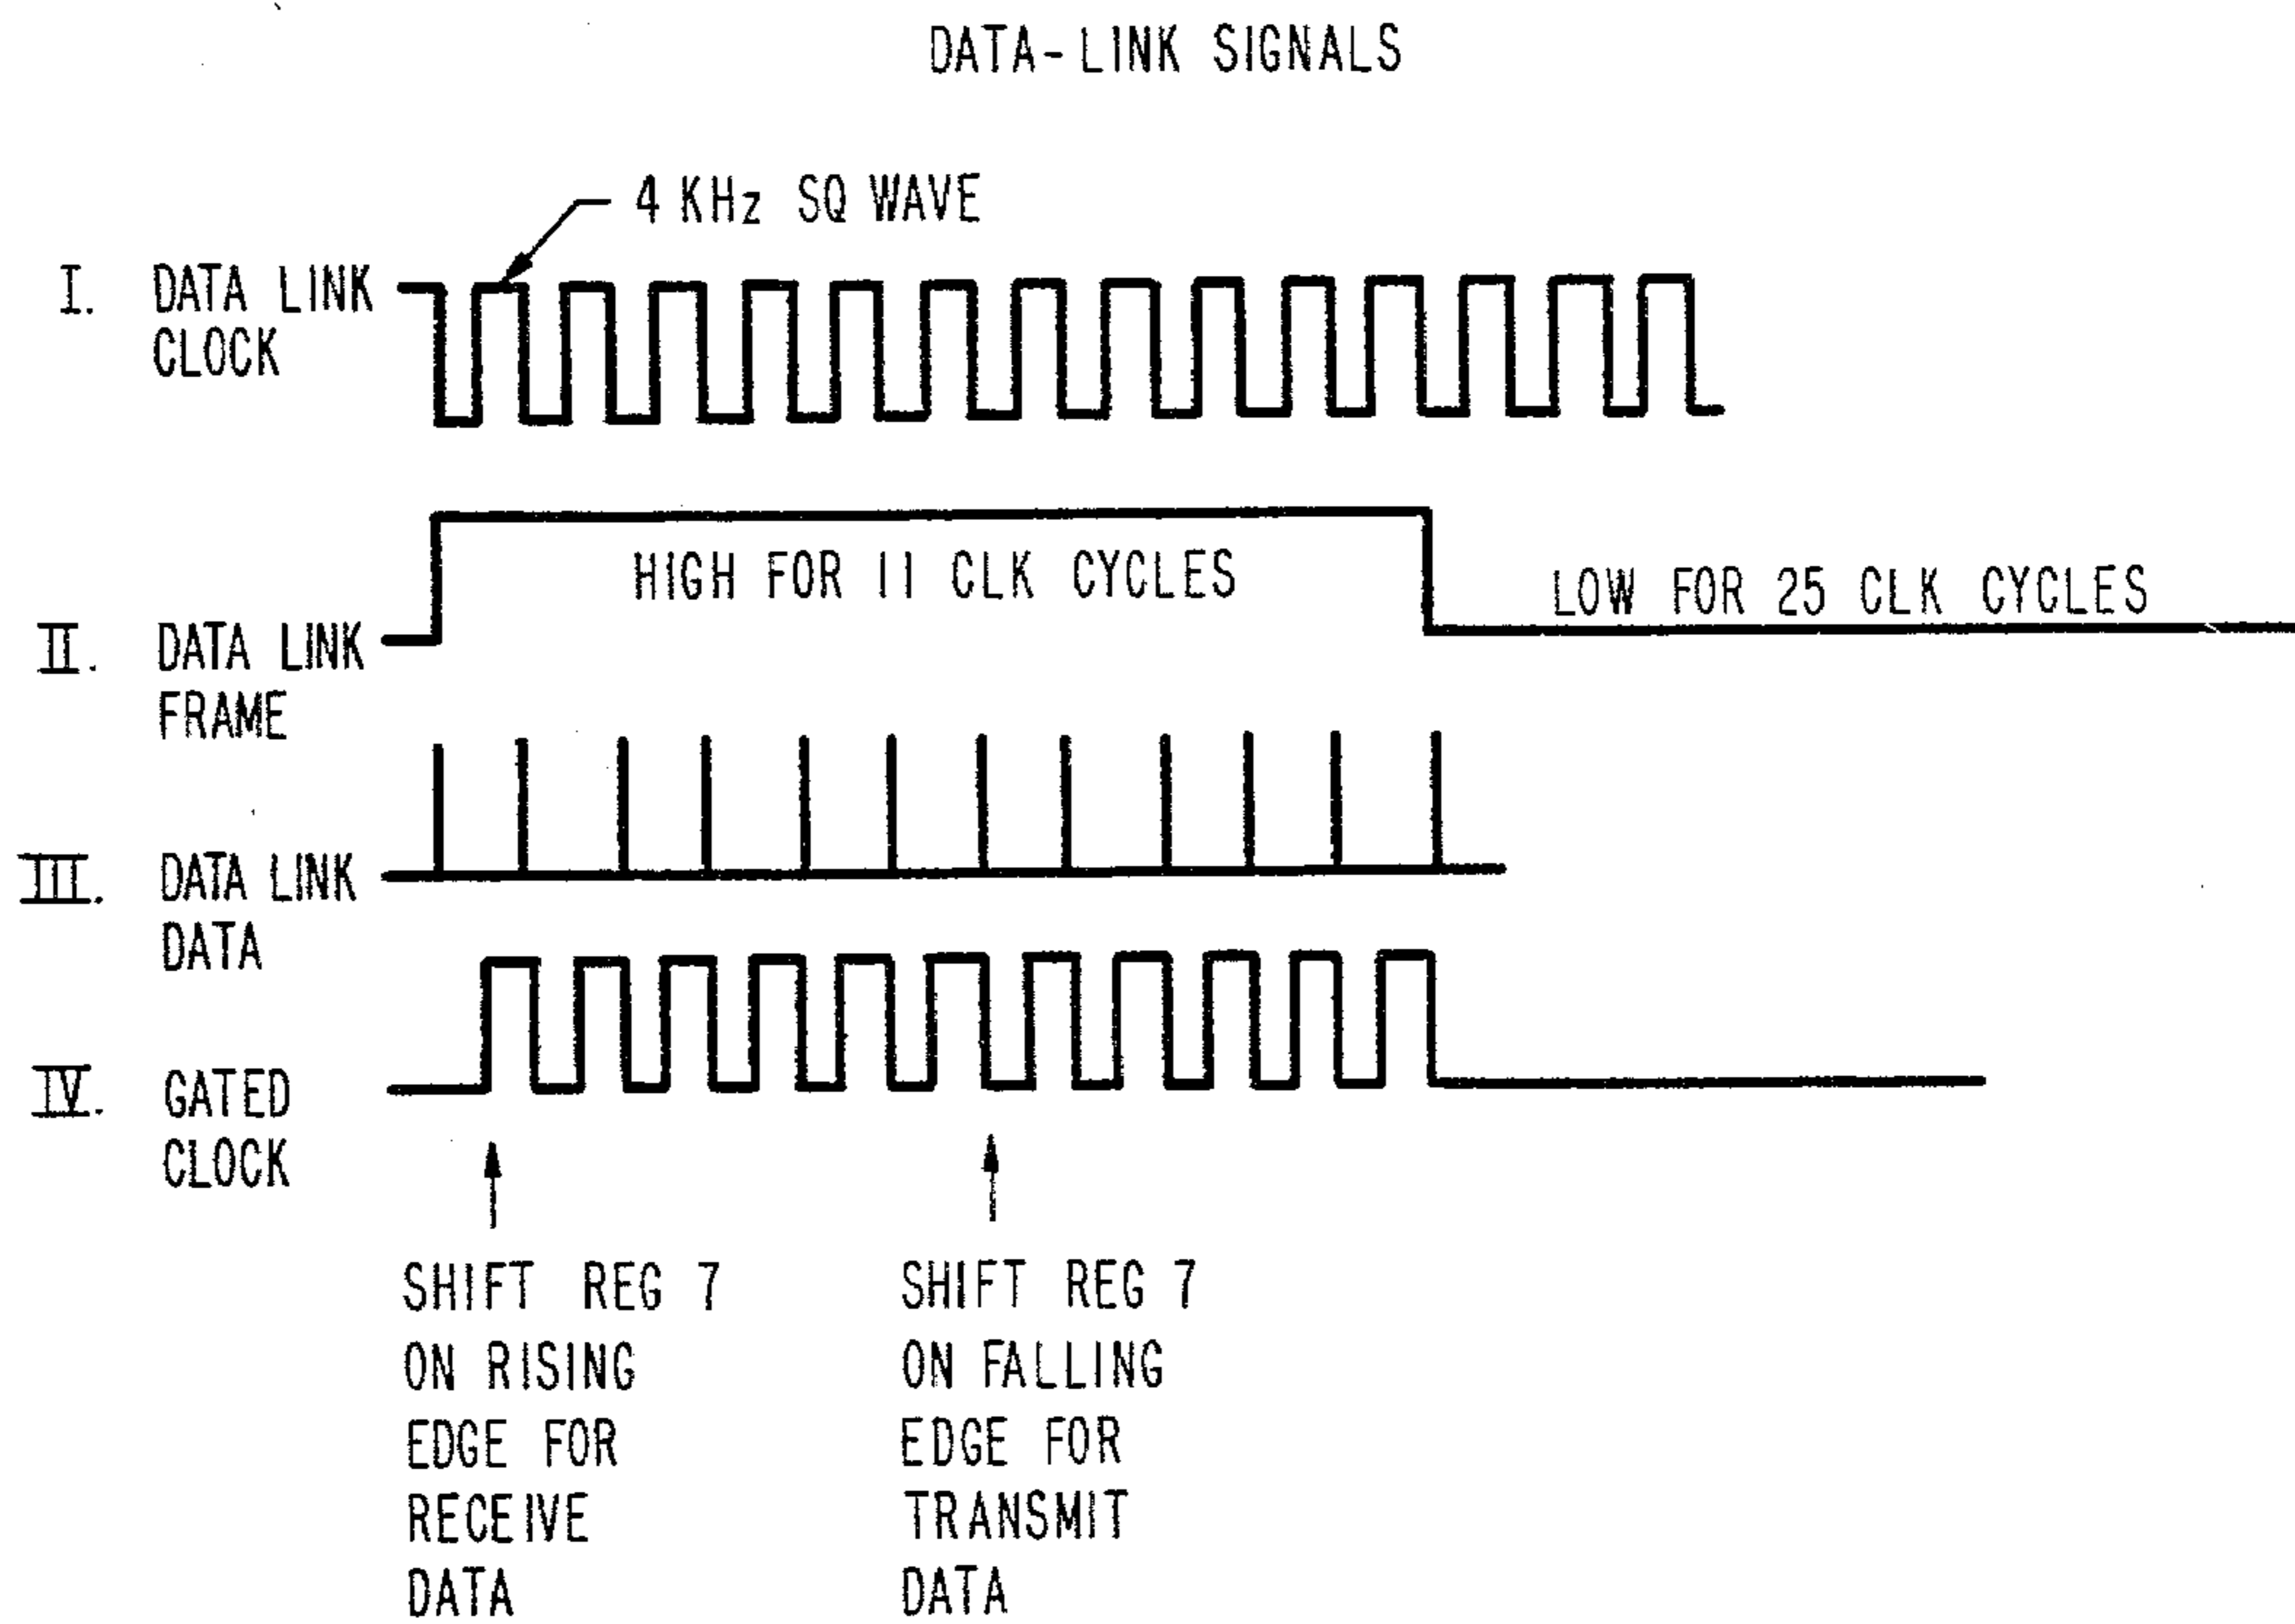 DATA-LINK SIGNALS
4 KHz SQ WAVE
I. DATA LINK
CLOCK
HIGH FOR 11 CLK CYCLES
LOW FOR 25 CLK CYCLES
II. DATA LINK
FRAME
III. DATA LINK
DATA
IV. GATED
CLOCK
SHIFT REG 7
ON RISING
EDGE FOR
RECEIVE
DATA
SHIFT REG 7
ON FALLING
EDGE FOR
TRANSMIT
DATA